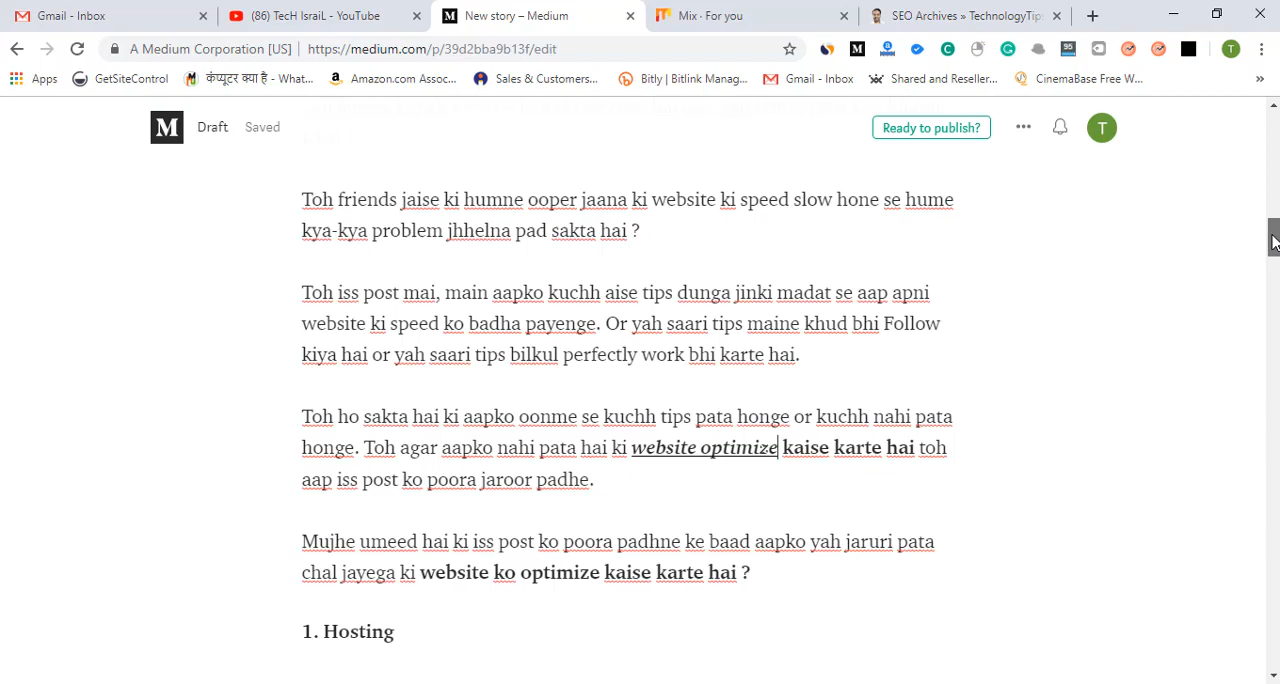 Gmail - Inbox
(86) TecH IsraiL - YouTube
New story – Medium
Mix · For you
SEO Archives » TechnologyTips
A Medium Corporation [US] | https://medium.com/p/39d2bba9b13f/edit
Apps
GetSiteControl
कंप्यूटर क्या है - What...
Amazon.com Assoc...
Sales & Customers...
Bitly | Bitlink Manag...
Gmail - Inbox
Shared and Reseller...
CinemaBase Free W...
»
M
Draft
Saved
Ready to publish?
T
Toh friends jaise ki humne ooper jaana ki website ki speed slow hone se hume
kya-kya problem jhhelna pad sakta hai ?
Toh iss post mai, main aapko kuchh aise tips dunga jinki madat se aap apni
website ki speed ko badha payenge. Or yah saari tips maine khud bhi Follow
kiya hai or yah saari tips bilkul perfectly work bhi karte hai.
Toh ho sakta hai ki aapko oonme se kuchh tips pata honge or kuchh nahi pata
honge. Toh agar aapko nahi pata hai ki website optimize kaise karte hai toh
aap iss post ko poora jaroor padhe.
Mujhe umeed hai ki iss post ko poora padhne ke baad aapko yah jaruri pata
chal jayega ki website ko optimize kaise karte hai ?
1. Hosting